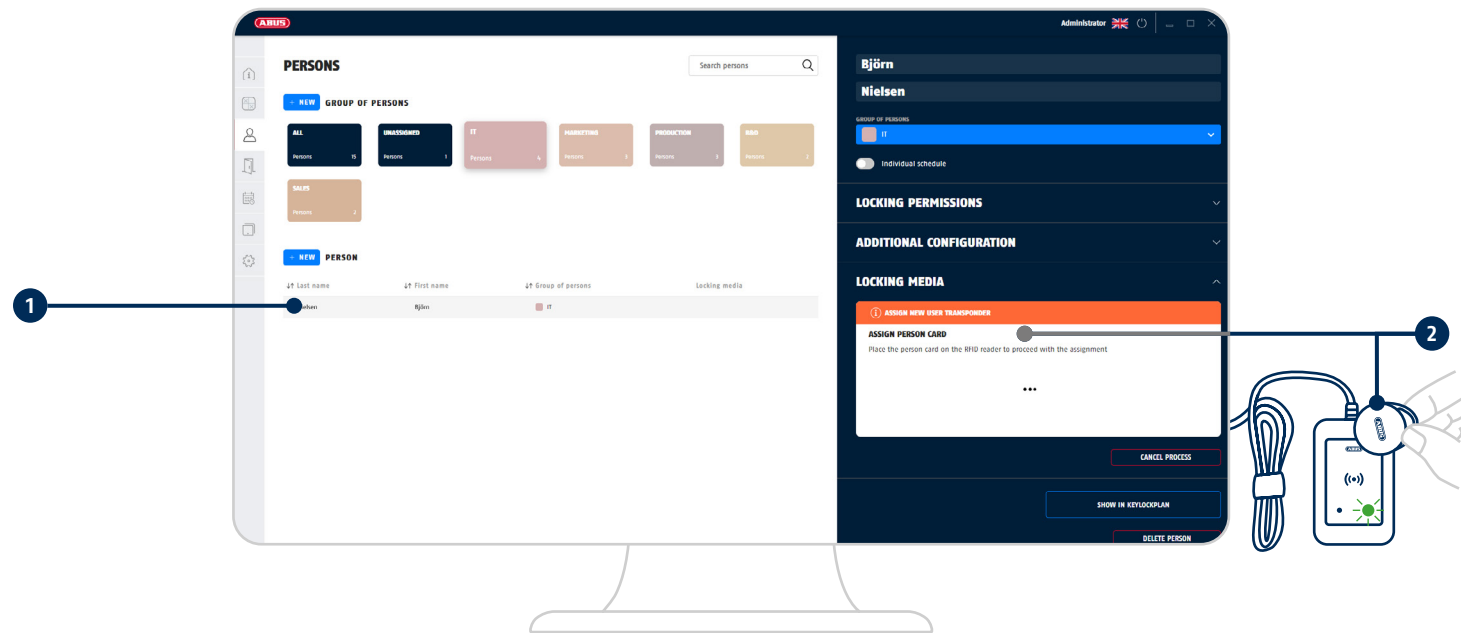 ABUS
Administrator
PERSONS
Search persons
+ NEW GROUP OF PERSONS
ALL
Persons 15
UNASSIGNED
Persons 1
IT
Persons 4
MARKETING
Persons
PRODUCTION
Persons 3
R&D
Persons 2
SALES
Persons 2
+ NEW PERSON
Last name
First name
Group of persons
Locking media
Björn
IT
1
Björn
Nielsen
GROUP OF PERSONS
IT
Individual schedule
LOCKING PERMISSIONS
ADDITIONAL CONFIGURATION
LOCKING MEDIA
ASSIGN NEW USER TRANSPONDER
ASSIGN PERSON CARD
Place the person card on the RFID reader to proceed with the assignment
...
CANCEL PROCESS
SHOW IN KEYLOCKPLAN
DELETE PERSON
2
ABUS